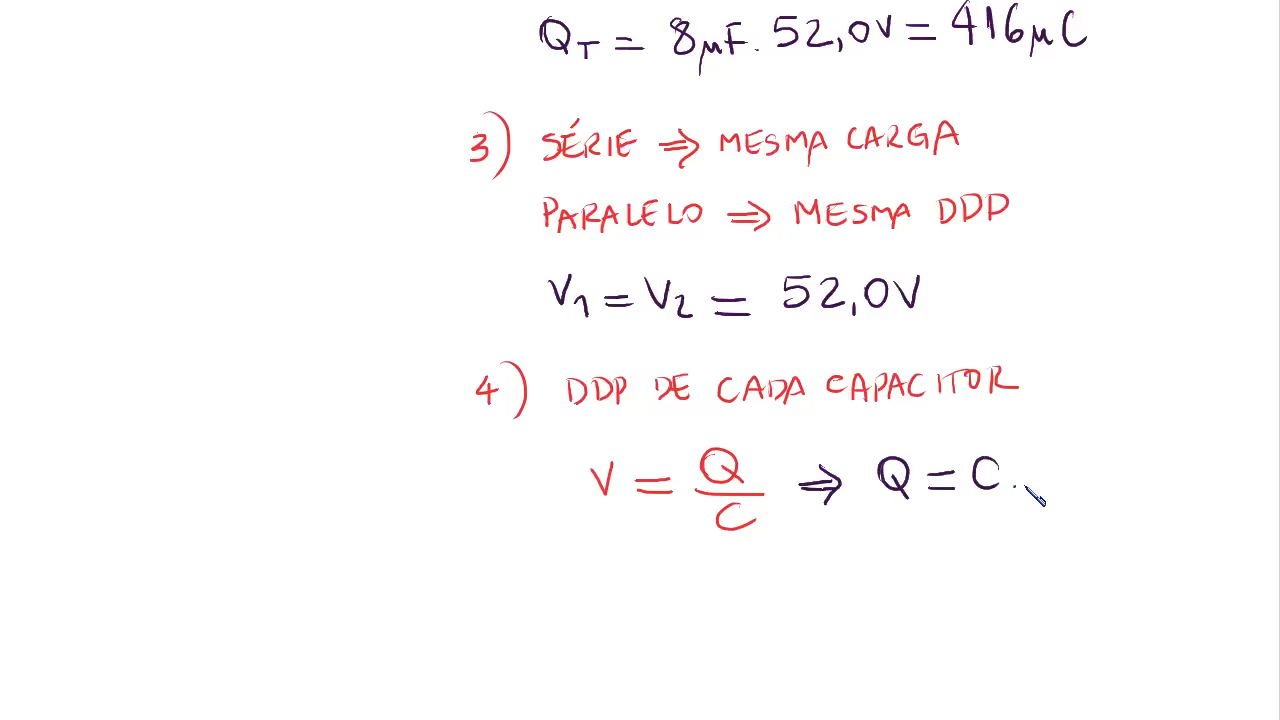 Q_T = 8μF. 52,0V = 416μC
3) SÉRIE ⇒ MESMA CARGA
PARALELO ⇒ MESMA DDP
V₁ = V₂ = 52,0V
4) DDP DE CADA CAPACITOR
V = Q/C ⇒ Q = C.